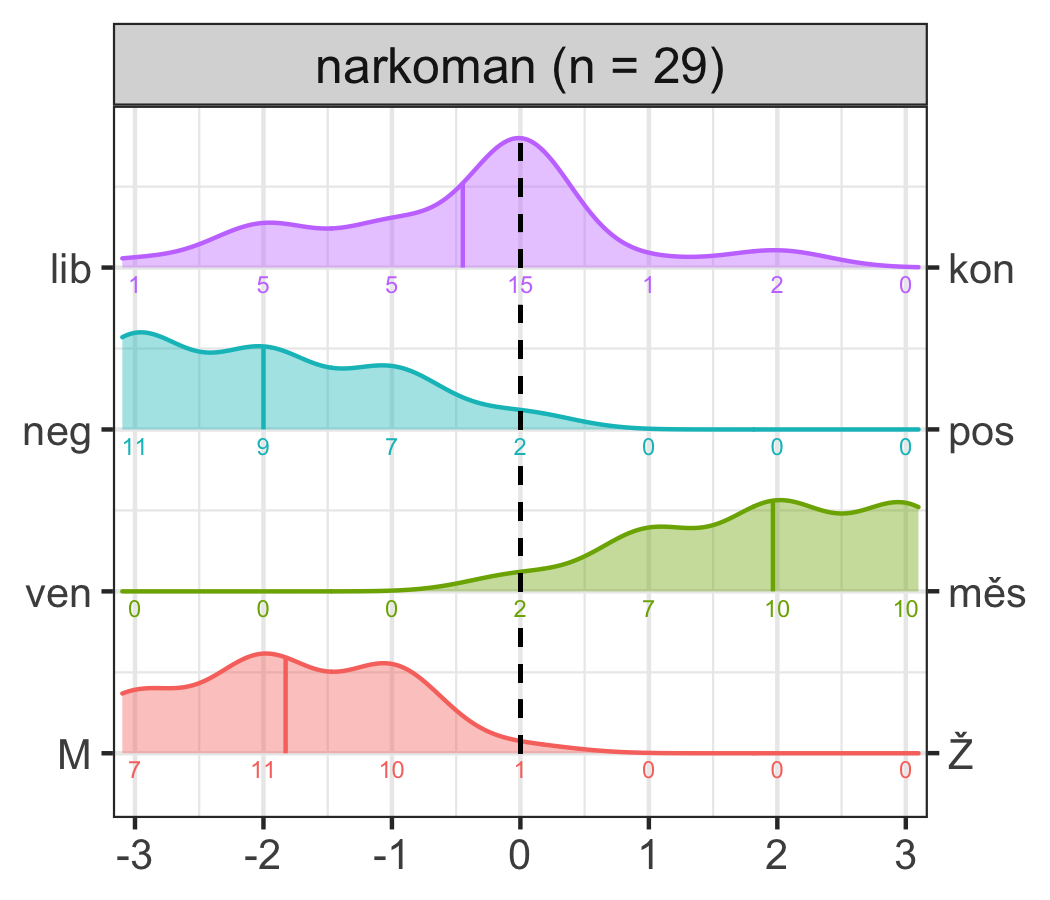 narkoman (n = 29)
lib kon
1 5 5 15 1 2 0
neg pos
11 9 7 2 0 0 0
ven měs
0 0 0 2 7 10 10
M Ž
7 11 10 1 0 0 0
-3 -2 -1 0 1 2 3